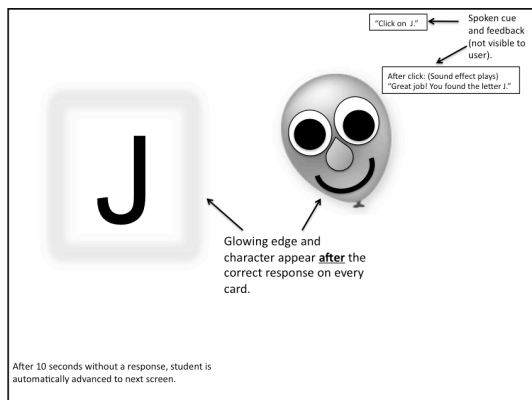 “Click on  J.”
Spoken cue
and feedback
(not visible to
user).
After click: (Sound effect plays)
“Great job! You found the letter J.”
J
Glowing edge and
character appear after the
correct response on every
card.
After 10 seconds without a response, student is
automatically advanced to next screen.